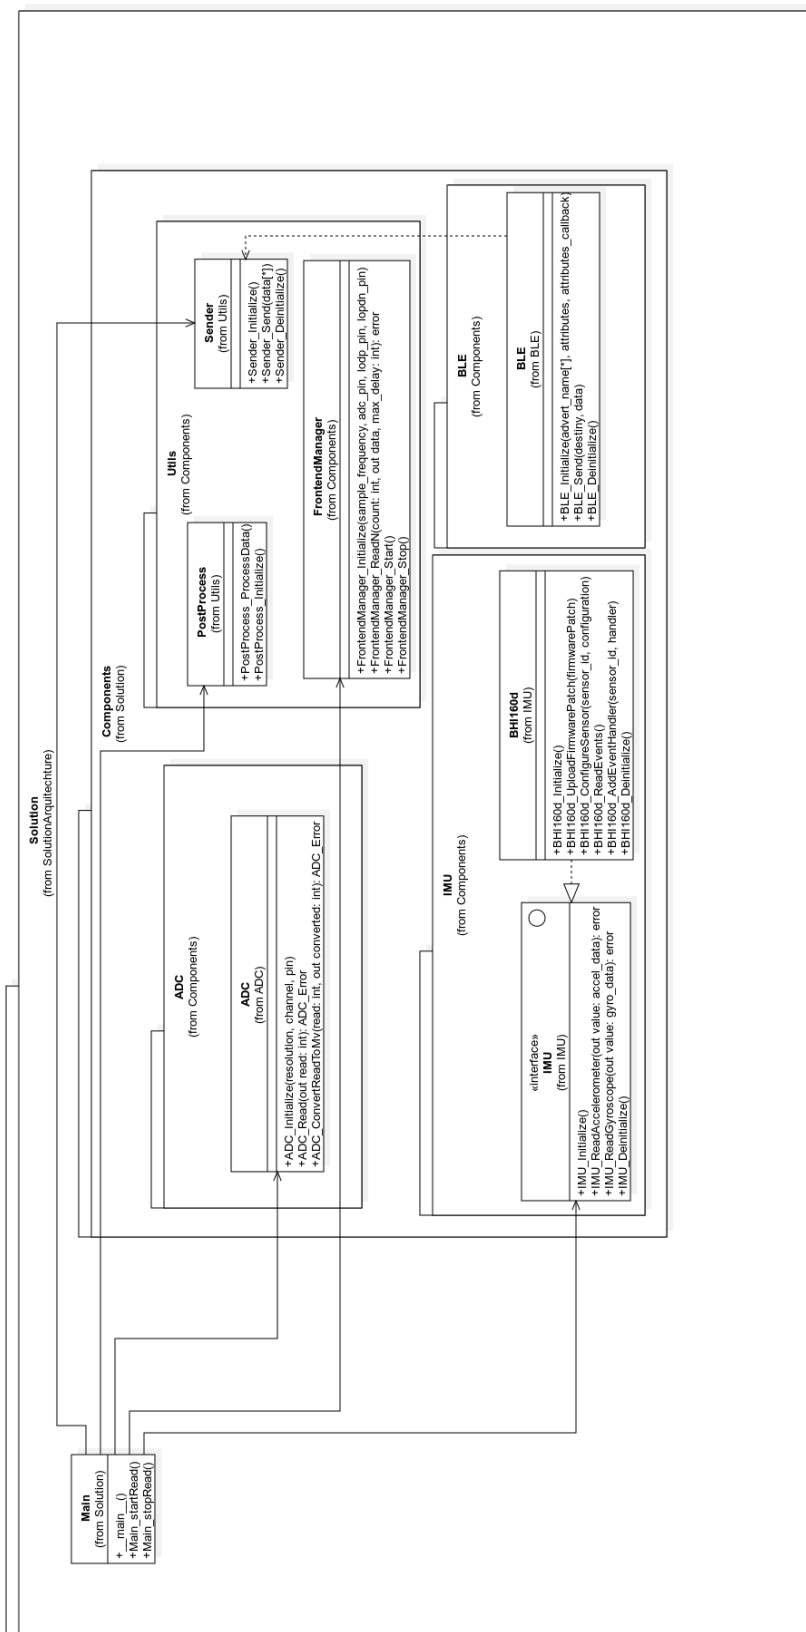 Solution
(from SolutionArquitechture)
Main
(from Solution)
+__main__()
+Main_startRead()
+Main_stopRead()
Components
(from Solution)
ADC
(from Components)
ADC
(from ADC)
+ADC_Initialize(resolution, channel, pin)
+ADC_Read(out read: int): ADC_Error
+ADC_ConvertReadToMv(read: int, out converted: int): ADC_Error
Utils
(from Components)
PostProcess
(from Utils)
+PostProcess_ProcessData()
+PostProcess_Initialize()
Sender
(from Utils)
+Sender_Initialize()
+Sender_Send(data[*])
+Sender_Deinitialize()
FrontendManager
(from Components)
+FrontendManager_Initialize(sample_frequency, adc_pin, lodp_pin, lopdn_pin)
+FrontendManager_ReadN(count: int, out data, max_delay: int): error
+FrontendManager_Start()
+FrontendManager_Stop()
IMU
(from Components)
«interface»
IMU
(from IMU)
+IMU_Initialize()
+IMU_ReadAccelerometer(out value: accel_data): error
+IMU_ReadGyroscope(out value: gyro_data): error
+IMU_Deinitialize()
BHI160d
(from IMU)
+BHI160d_Initialize()
+BHI160d_UploadFirmwarePatch(firmwarePatch)
+BHI160d_ConfigureSensor(sensor_id, configuration)
+BHI160d_ReadEvents()
+BHI160d_AddEventHandler(sensor_id, handler)
+BHI160d_Deinitialize()
BLE
(from Components)
BLE
(from BLE)
+BLE_Initialize(advert_name[*], attributes, attributes_callback)
+BLE_Send(destiny, data)
+BLE_Deinitialize()